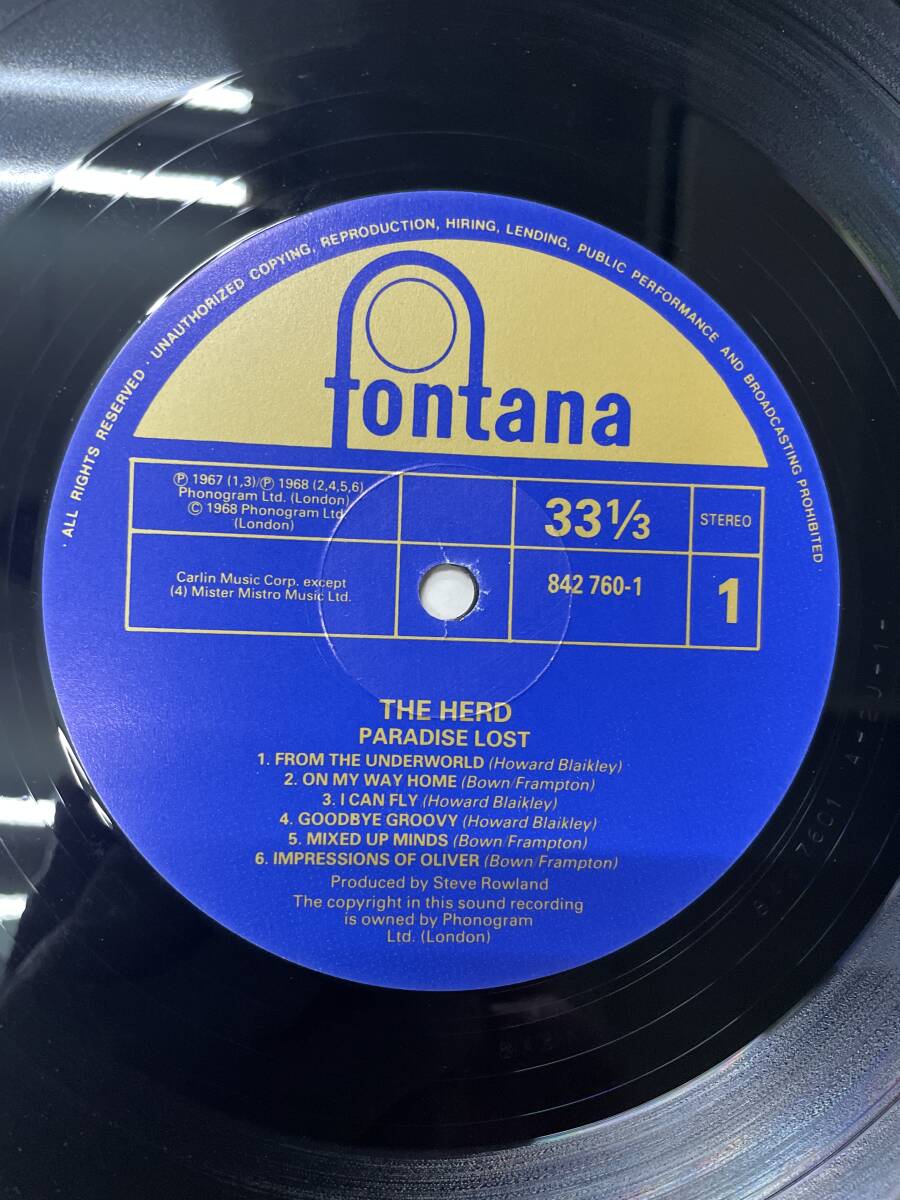 ALL RIGHTS RESERVED · UNAUTHORIZED COPYING, REPRODUCTION, HIRING, LENDING, PUBLIC PERFORMANCE AND BROADCASTING PROHIBITED ·
fontana
℗ 1967 (1,3)/℗ 1968 (2,4,5,6)
Phonogram Ltd. (London)
© 1968 Phonogram Ltd.
(London)
33⅓
STEREO
Carlin Music Corp. except
(4) Mister Mistro Music Ltd.
842 760-1
1
THE HERD
PARADISE LOST
1. FROM THE UNDERWORLD (Howard Blaikley)
2. ON MY WAY HOME (Bown/Frampton)
3. I CAN FLY (Howard Blaikley)
4. GOODBYE GROOVY (Howard Blaikley)
5. MIXED UP MINDS (Bown/Frampton)
6. IMPRESSIONS OF OLIVER (Bown/Frampton)
Produced by Steve Rowland
The copyright in this sound recording
is owned by Phonogram
Ltd. (London)